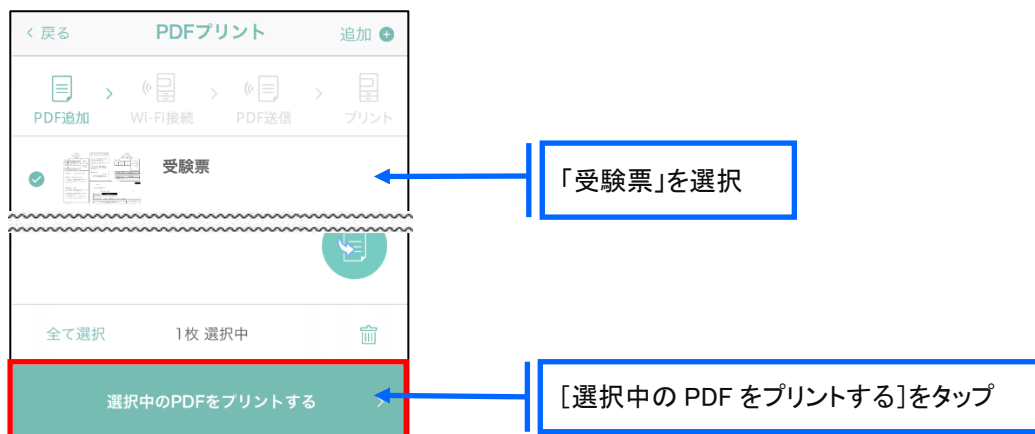 戻る PDFプリント 追加
PDF追加 Wi-Fi接続 PDF送信 プリント
受験票
「受験票」を選択
全て選択 1枚 選択中
選択中のPDFをプリントする
［選択中の PDF をプリントする］をタップ